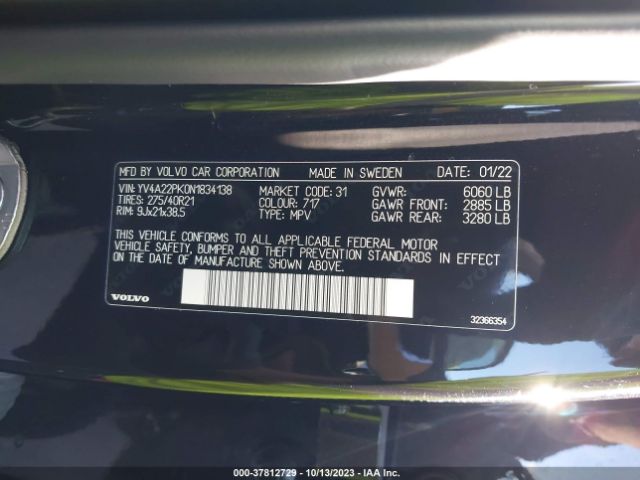 MFD BY VOLVO CAR CORPORATION MADE IN SWEDEN DATE: 01/22
VIN: YV4A22PK0N1834138 MARKET CODE: 31 GVWR: 6060 LB
TIRES: 275/40R21 COLOUR: 717 GAWR FRONT: 2885 LB
RIM: 9Jx21x38.5 TYPE: MPV GAWR REAR: 3280 LB
THIS VEHICLE CONFORMS TO ALL APPLICABLE FEDERAL MOTOR
VEHICLE SAFETY, BUMPER AND THEFT PREVENTION STANDARDS IN EFFECT
ON THE DATE OF MANUFACTURE SHOWN ABOVE.
VOLVO 32366354
000-37812729 - 10/13/2023 - IAA Inc.